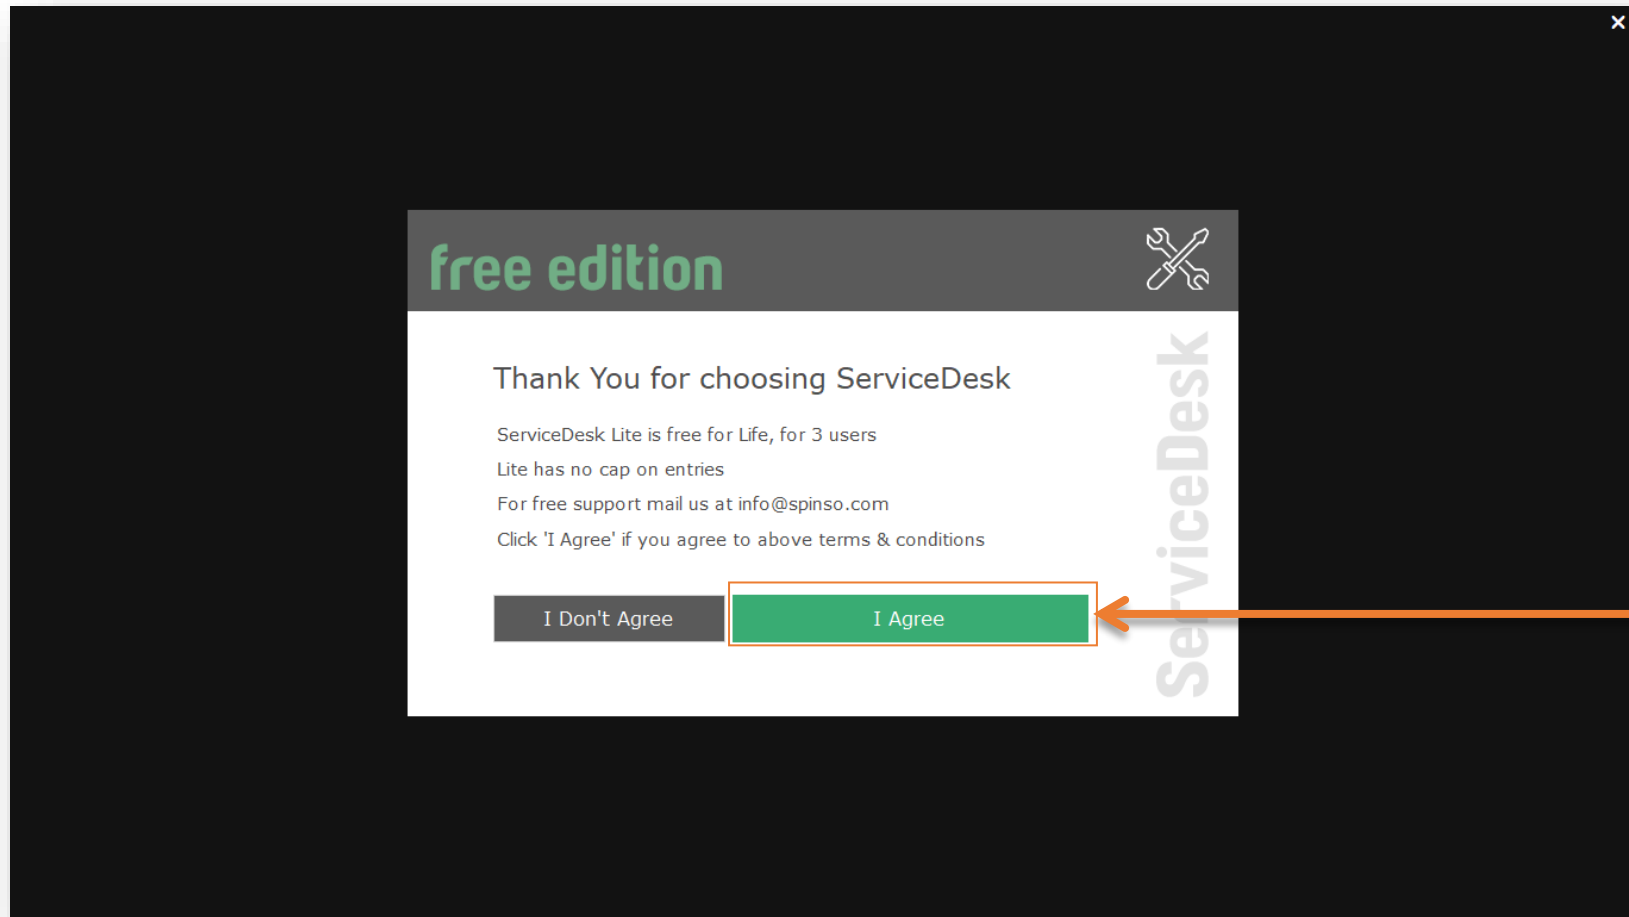 free edition
Thank You for choosing ServiceDesk
ServiceDesk Lite is free for Life, for 3 users
Lite has no cap on entries
For free support mail us at info@spinso.com
Click 'I Agree' if you agree to above terms & conditions
I Don't Agree
I Agree
ServiceDesk